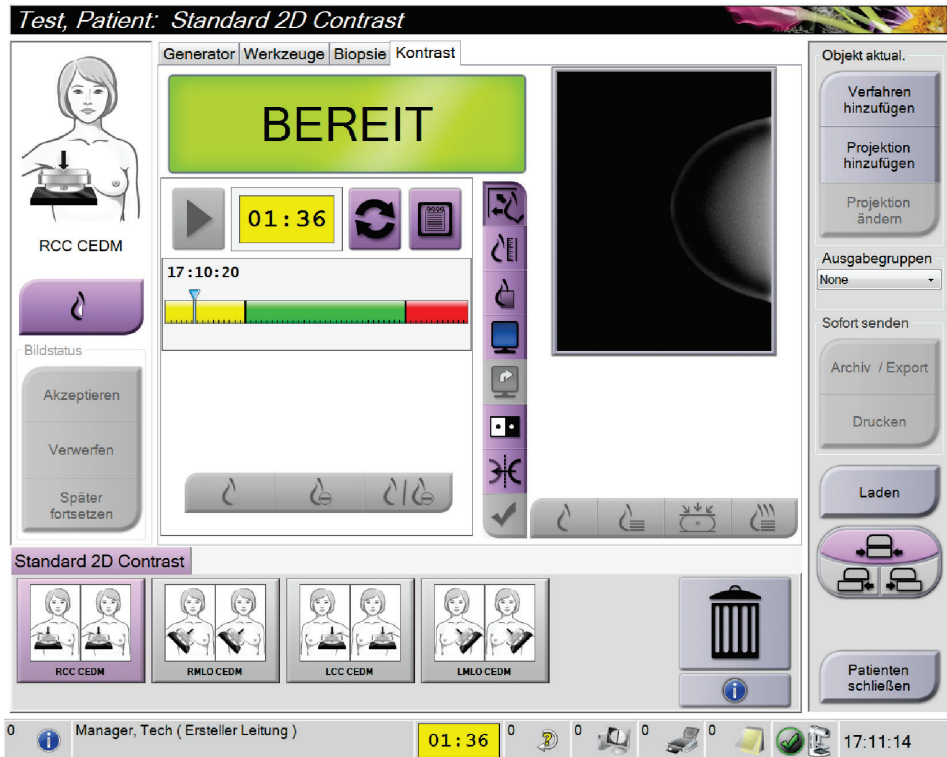 Test, Patient: Standard 2D Contrast
RCC CEDM
Bildstatus
Akzeptieren
Verwerfen
Später
fortsetzen
Generator Werkzeuge Biopsie Kontrast
BEREIT
01:36
17:10:20
Objekt aktual.
Verfahren
hinzufügen
Projektion
hinzufügen
Projektion
ändern
Ausgabegruppen
None
Sofort senden
Archiv / Export
Drucken
Laden
Patienten
schließen
Standard 2D Contrast
RCC CEDM
RMLO CEDM
LCC CEDM
LMLO CEDM
0 Manager, Tech ( Ersteller Leitung ) 01:36 0 0 0 0 17:11:14